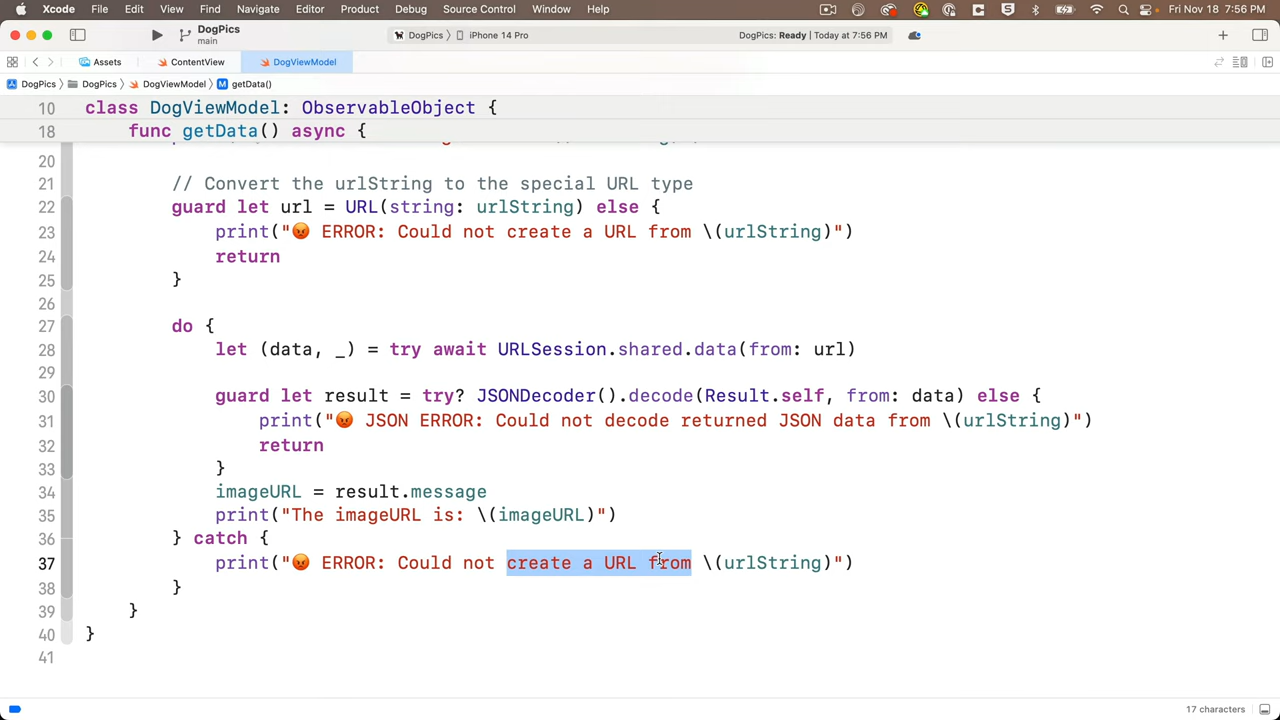 Xcode File Edit View Find Navigate Editor Product Debug Source Control Window Help Fri Nov 18 7:56 PM
DogPics
main
DogPics iPhone 14 Pro DogPics: Ready | Today at 7:56 PM
Assets ContentView DogViewModel
DogPics DogPics DogViewModel M getData()
10 class DogViewModel: ObservableObject {
18 func getData() async {
20
21 // Convert the urlString to the special URL type
22 guard let url = URL(string: urlString) else {
23 print("😡 ERROR: Could not create a URL from \(urlString)")
24 return
25 }
26
27 do {
28 let (data, _) = try await URLSession.shared.data(from: url)
29
30 guard let result = try? JSONDecoder().decode(Result.self, from: data) else {
31 print("😡 JSON ERROR: Could not decode returned JSON data from \(urlString)")
32 return
33 }
34 imageURL = result.message
35 print("The imageURL is: \(imageURL)")
36 } catch {
37 print("😡 ERROR: Could not create a URL from \(urlString)")
38 }
39 }
40 }
41
17 characters